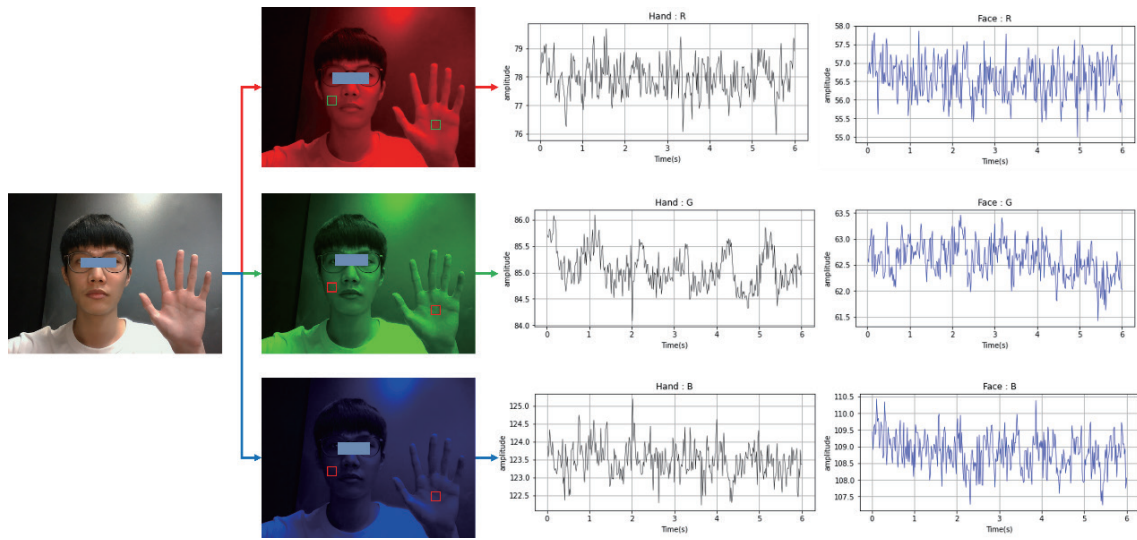 Hand : R
79
78
77
76
amplitude
0 1 2 3 4 5 6
Time(s)
Face : R
58.0
57.5
57.0
56.5
56.0
55.5
55.0
amplitude
0 1 2 3 4 5 6
Time(s)
Hand : G
86.0
85.5
85.0
84.5
84.0
amplitude
0 1 2 3 4 5 6
Time(s)
Face : G
63.5
63.0
62.5
62.0
61.5
amplitude
0 1 2 3 4 5 6
Time(s)
Hand : B
125.0
124.5
124.0
123.5
123.0
122.5
amplitude
0 1 2 3 4 5 6
Time(s)
Face : B
110.5
110.0
109.5
109.0
108.5
108.0
107.5
amplitude
0 1 2 3 4 5 6
Time(s)